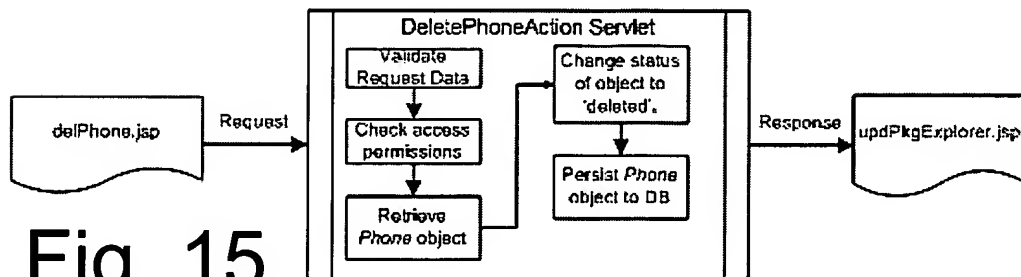 DeletePhoneAction Servlet
Validate
Request Data
Change status
of object to
'deleted'.
delPhone.jsp
Request
Check access
permissions
Response
updPkgExplorer.jsp
Persist Phone
object to DB
Retrieve
Phone object
Fig. 15